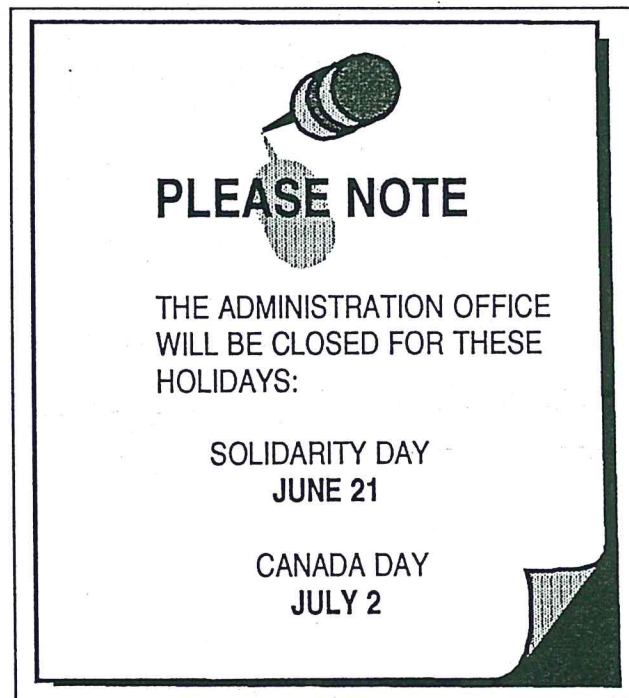 PLEASE NOTE
THE ADMINISTRATION OFFICE
WILL BE CLOSED FOR THESE
HOLIDAYS:
SOLIDARITY DAY
JUNE 21
CANADA DAY
JULY 2